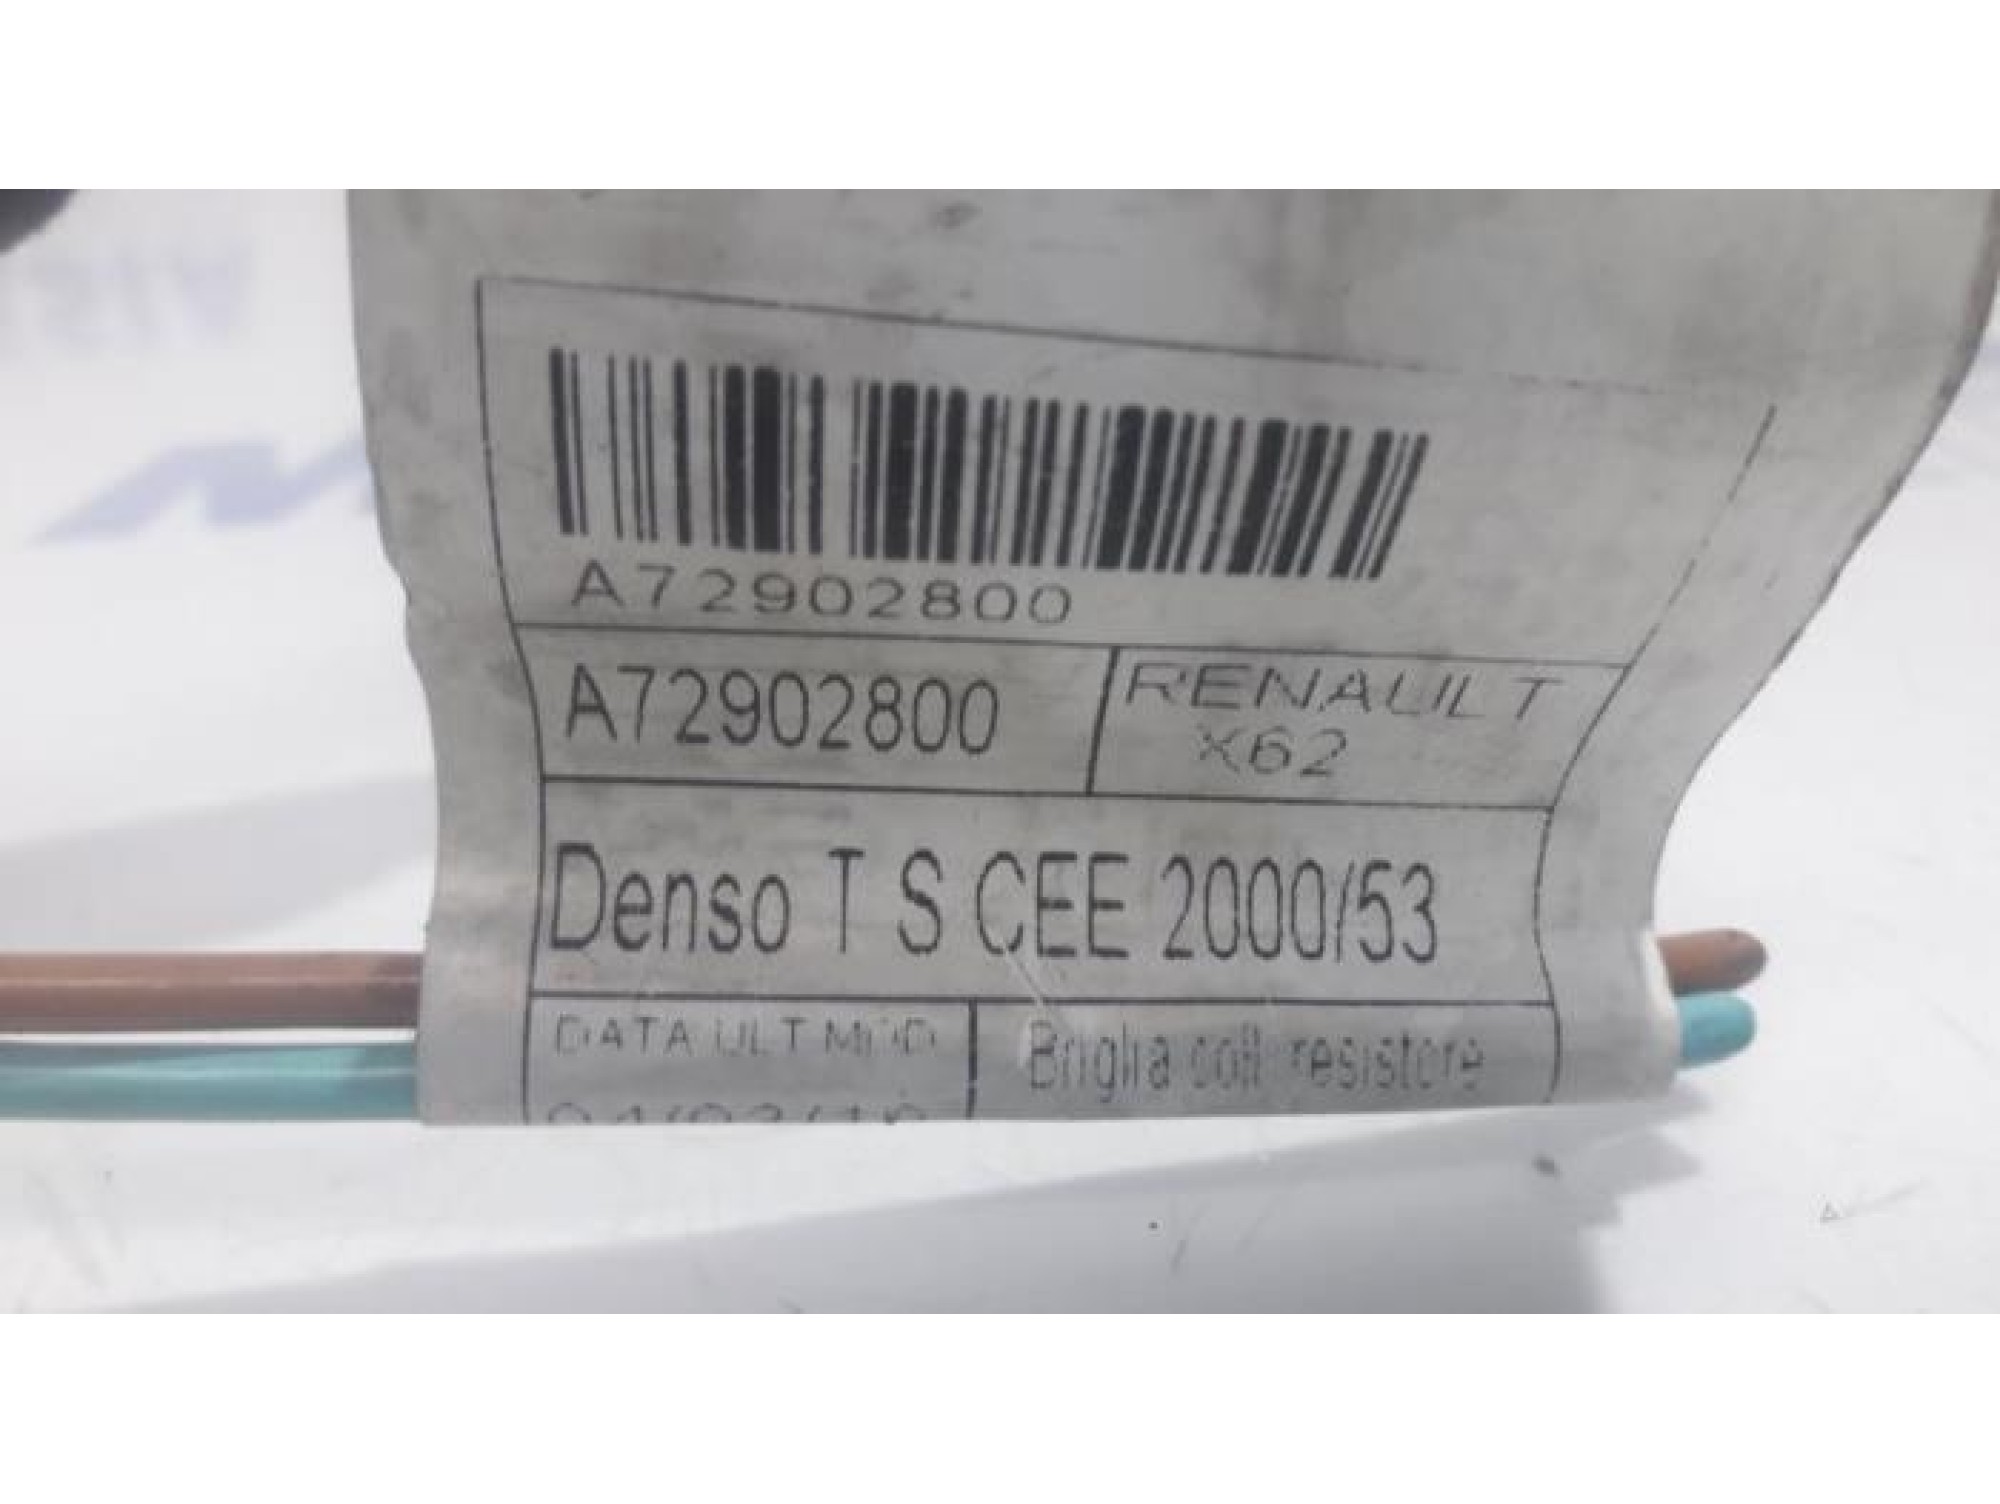 A72902800
A72902800
RENAULT
X62
Denso T S CEE 2000/53
DATA ULT MOD
Briglia coll resistore